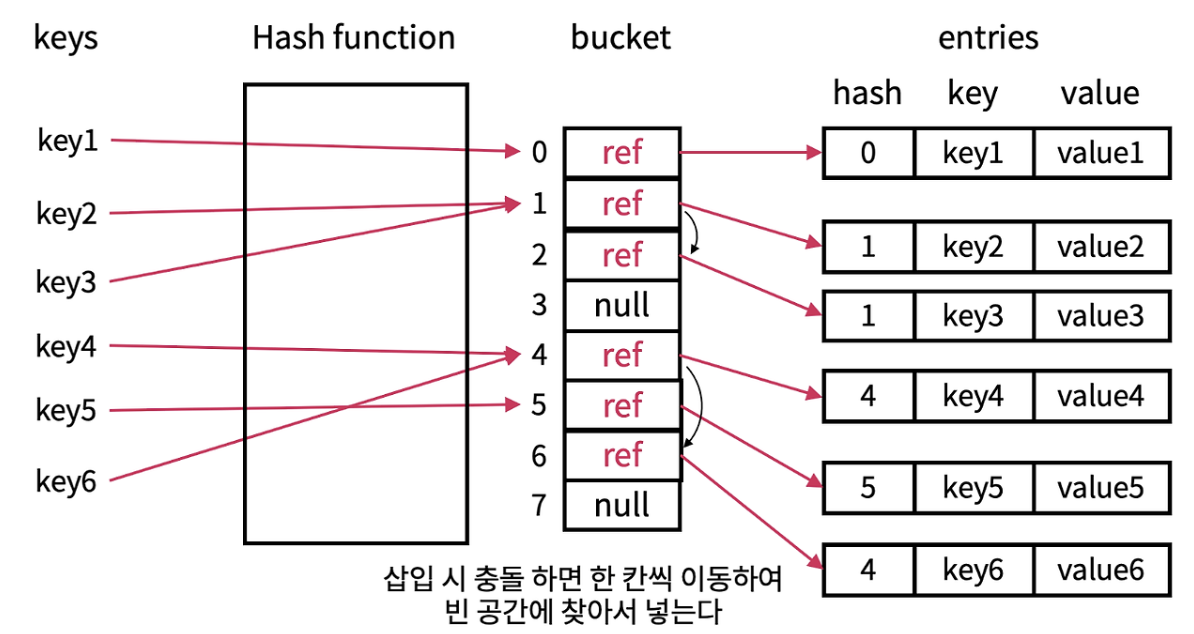 keys
Hash function
bucket
entries
hash key value
key1
0 ref
0 key1 value1
key2
1 ref
1 key2 value2
key3
2 ref
1 key3 value3
3 null
key4
4 ref
4 key4 value4
key5
5 ref
5 key5 value5
key6
6 ref
4 key6 value6
7 null
삽입 시 충돌 하면 한 칸씩 이동하여
빈 공간에 찾아서 넣는다